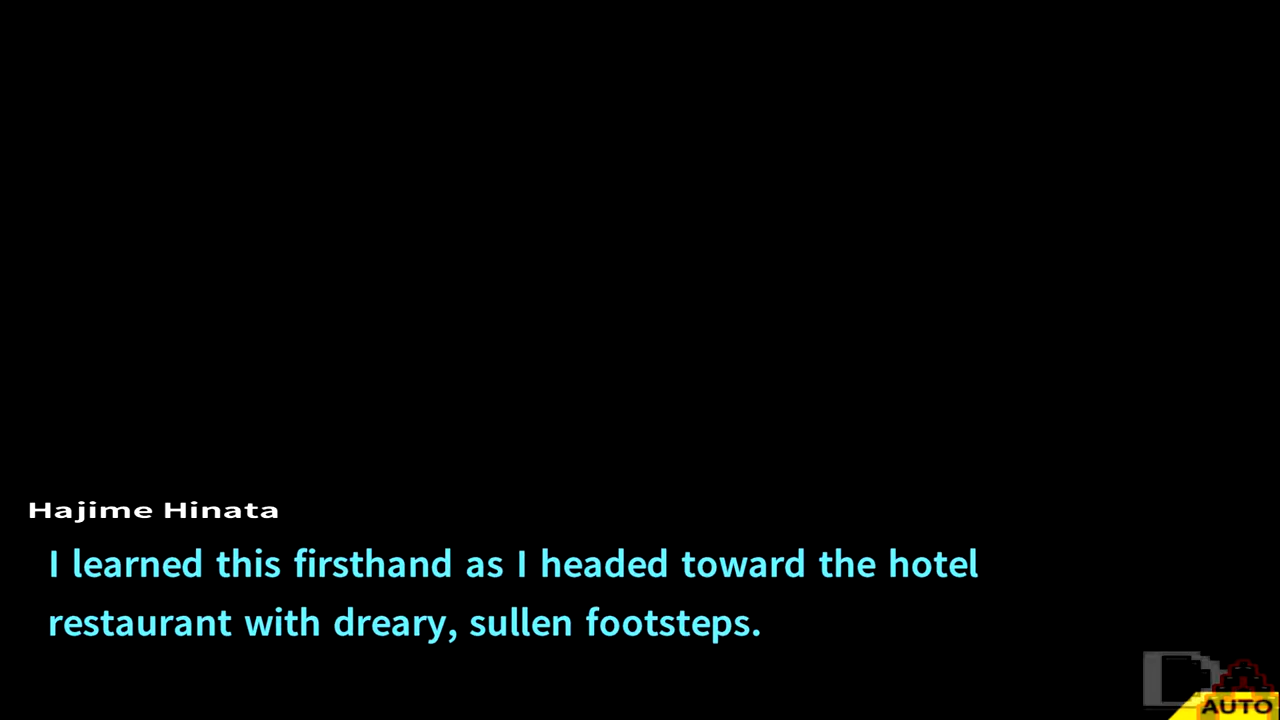 Hajime Hinata
I learned this firsthand as I headed toward the hotel
restaurant with dreary, sullen footsteps.
AUTO